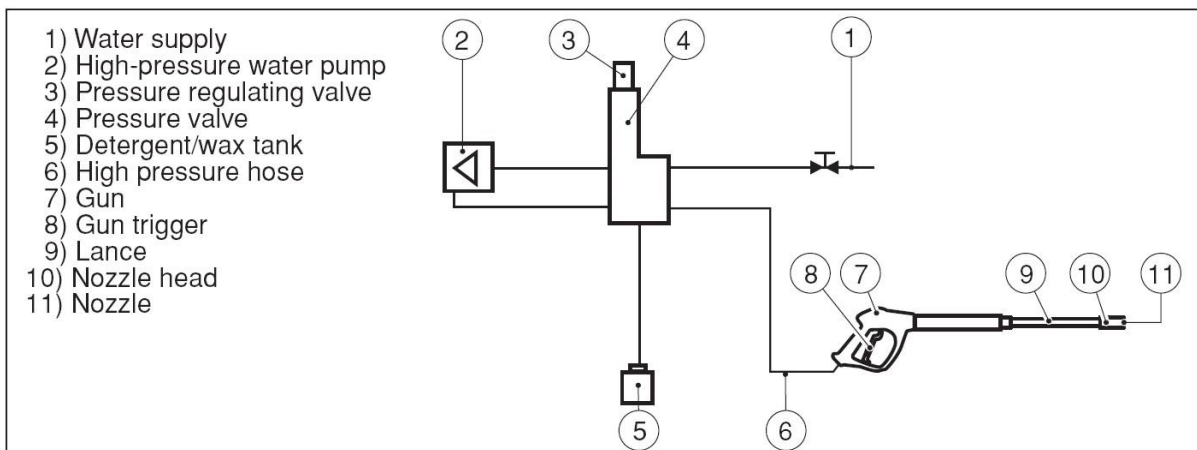 1) Water supply
2) High-pressure water pump
3) Pressure regulating valve
4) Pressure valve
5) Detergent/wax tank
6) High pressure hose
7) Gun
8) Gun trigger
9) Lance
10) Nozzle head
11) Nozzle
2
3
4
1
8
7
9
10
11
5
6